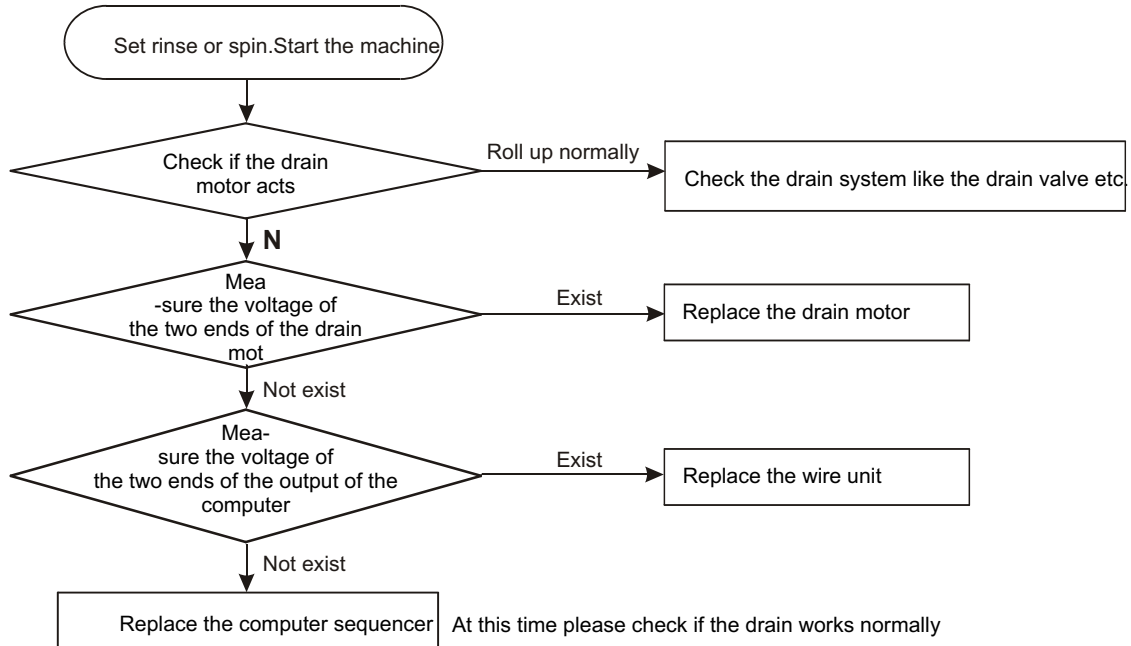 Set rinse or spin.Start the machine
Check if the drain
motor acts
Roll up normally
Check the drain system like the drain valve etc.
N
Mea
-sure the voltage of
the two ends of the drain
mot
Exist
Replace the drain motor
Not exist
Mea-
sure the voltage of
the two ends of the output of the
computer
Exist
Replace the wire unit
Not exist
Replace the computer sequencer
At this time please check if the drain works normally